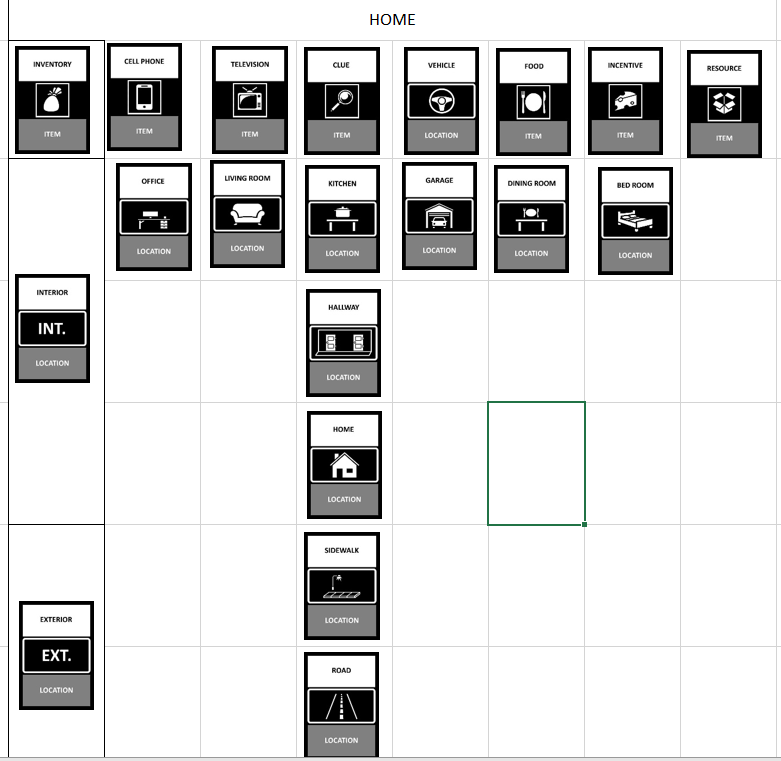 HOME
INVENTORY
ITEM
CELL PHONE
ITEM
TELEVISION
ITEM
CLUE
ITEM
VEHICLE
LOCATION
FOOD
ITEM
INCENTIVE
ITEM
RESOURCE
ITEM
OFFICE
LOCATION
LIVING ROOM
LOCATION
KITCHEN
LOCATION
GARAGE
LOCATION
DINING ROOM
LOCATION
BED ROOM
LOCATION
INTERIOR
INT.
LOCATION
HALLWAY
LOCATION
HOME
LOCATION
SIDEWALK
LOCATION
EXTERIOR
EXT.
LOCATION
ROAD
LOCATION